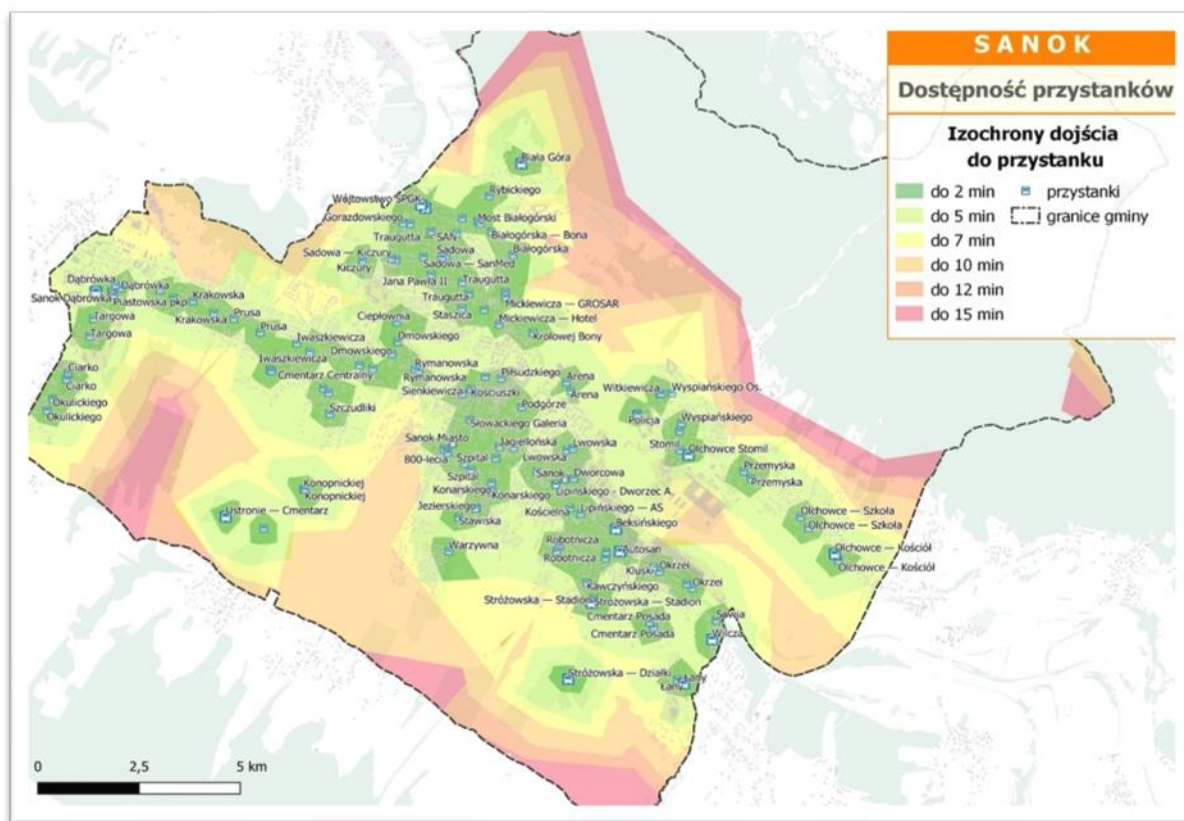 SANOK
Dostępność przystanków
Izochrony dojścia
do przystanku
do 2 min
przystanki
do 5 min
granice gminy
do 7 min
do 10 min
do 12 min
do 15 min
Biała Góra
Rybickiego
Wójtowstwo SPGK
Gorazdowskiego
Most Białogórski
Traugutta
SAN
Białogórska — Bona
Sadowa — Kiczury
Sadowa
Białogórska
Kiczury
Sadowa — SanMed
Jana Pawła II
Traugutta
Dąbrówka
Dąbrówka
Sanok-Dąbrówka
Piastowska pkp
Krakowska
Traugutta
Mickiewicza — GROSAR
Targowa
Krakowska
Prusa
Ciepłownia
Staszica
Mickiewicza — Hotel
Targowa
Prusa
Iwaszkiewicza
Dmowskiego
Królowej Bony
Iwaszkiewicza
Dmowskiego
Ciarko
Cmentarz Centralny
Rymanowska
Rymanowska
Piłsudzkiego
Arena
Ciarko
Sienkiewicza
Kościuszki
Arena
Witkiewicza
Wyspiańskiego Os.
Okulickiego
Szczudliki
Podgórze
Okulickiego
Słowackiego Galeria
Policja
Wyspiańskiego
Sanok Miasto
Jagiellońska
Lwowska
Stomil
Olchowce Stomil
800-lecia
Szpital
Lwowska
Szpital
Sanok
Dworcowa
Przemyska
Przemyska
Konopnickiej
Konopnickiej
Konarskiego
Konarskiego
Lipińskiego - Dworzec A.
Ustronie — Cmentarz
Jezierskiego
Kościelna
Lipińskiego — AS
Olchowce — Szkoła
Stawiska
Beksińskiego
Olchowce — Szkoła
Warzywna
Robotnicza
Autosan
Olchowce — Kościół
Robotnicza
Kluski
Okrzei
Olchowce — Kościół
Kawczyńskiego
Okrzei
Stróżowska — Stadion
Stróżowska — Stadion
Cmentarz Posada
Cmentarz Posada
Wilcza
Stróżowska — Działki
Łany
Łany
0
2,5
5 km